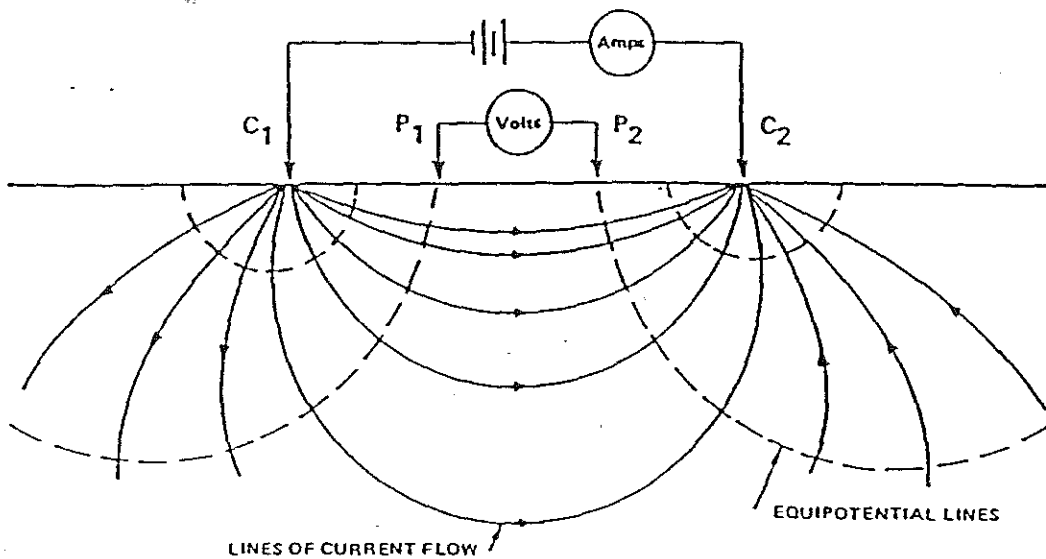 Amps
C1
P1
Volts
P2
C2
EQUIPOTENTIAL LINES
LINES OF CURRENT FLOW